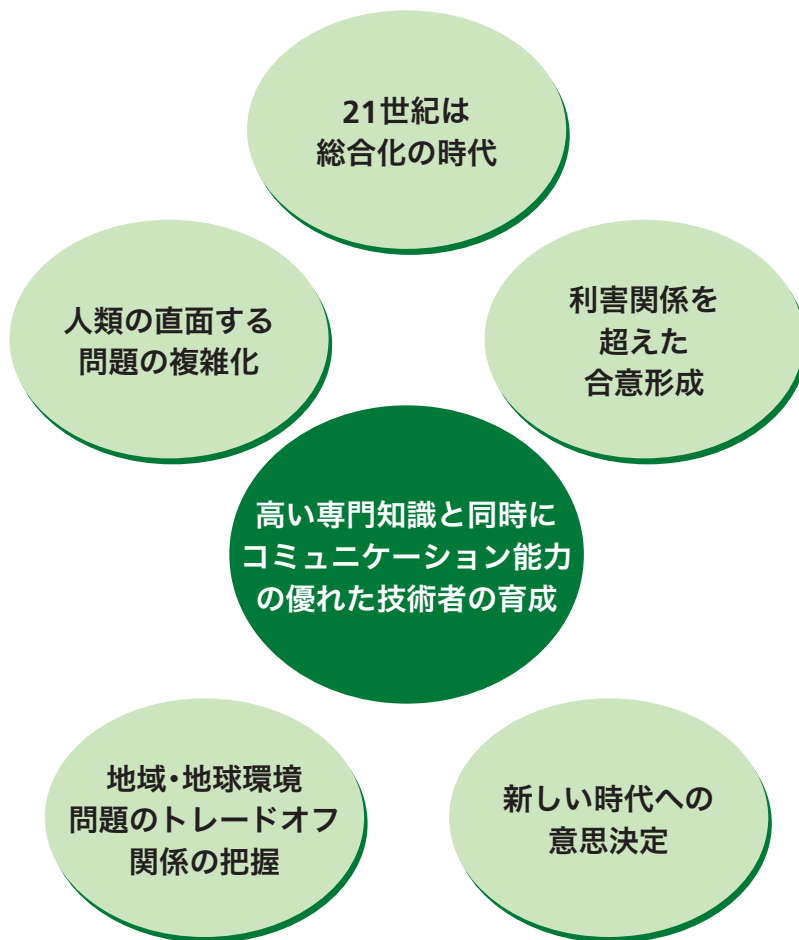 21世紀は
総合化の時代
人類の直面する
問題の複雑化
利害関係を
超えた
合意形成
高い専門知識と同時に
コミュニケーション能力
の優れた技術者の育成
地域・地球環境
問題のトレードオフ
関係の把握
新しい時代への
意思決定